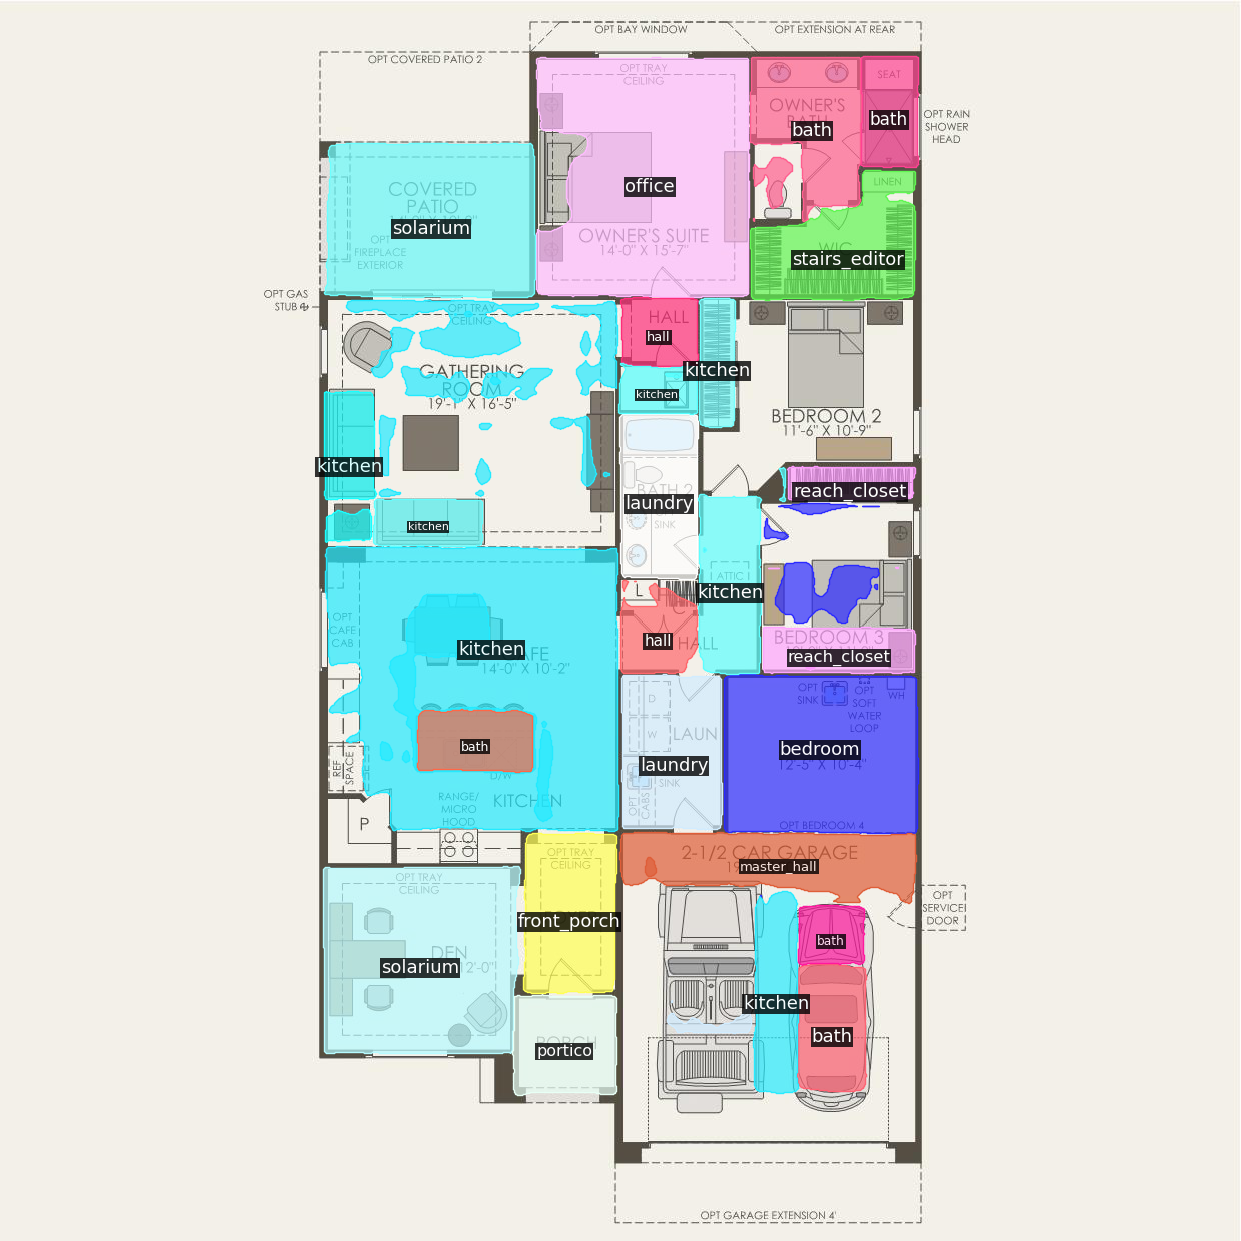 OPT BAY WINDOW
OPT EXTENSION AT REAR
OPT COVERED PATIO 2
OPT TRAY
CEILING
SEAT
OWNER'S
bath
bath
OPT RAIN
SHOWER
HEAD
COVERED
PATIO
solarium
OPT
FIREPLACE
EXTERIOR
office
OWNER'S SUITE
14'-0" X 15'-7"
LINEN
WIC
stairs_editor
OPT GAS
STUB
OPT TRAY
CEILING
HALL
hall
kitchen
kitchen
GATHERING
ROOM
19'-1" X 16'-5"
BEDROOM 2
11'-6" X 10'-9"
kitchen
kitchen
BATH 2
laundry
SINK
reach_closet
ATTIC
kitchen
L
hall
HALL
OPT
CAFE
CAB
kitchen
14'-0" X 10'-2"
BEDROOM 3
reach_closet
bath
D/W
KITCHEN
RANGE/
MICRO
HOOD
REF
SPACE
P
D
W
LAUN
laundry
SINK
OPT
CABS
OPT
SINK
OPT
SOFT
WATER
LOOP
WH
bedroom
12'-5" X 10'-4"
OPT BEDROOM 4
2-1/2 CAR GARAGE
master_hall
OPT TRAY
CEILING
OPT TRAY
CEILING
front_porch
DEN
solarium
12'-0"
OPT
SERVICE
DOOR
bath
kitchen
bath
portico
OPT GARAGE EXTENSION 4'